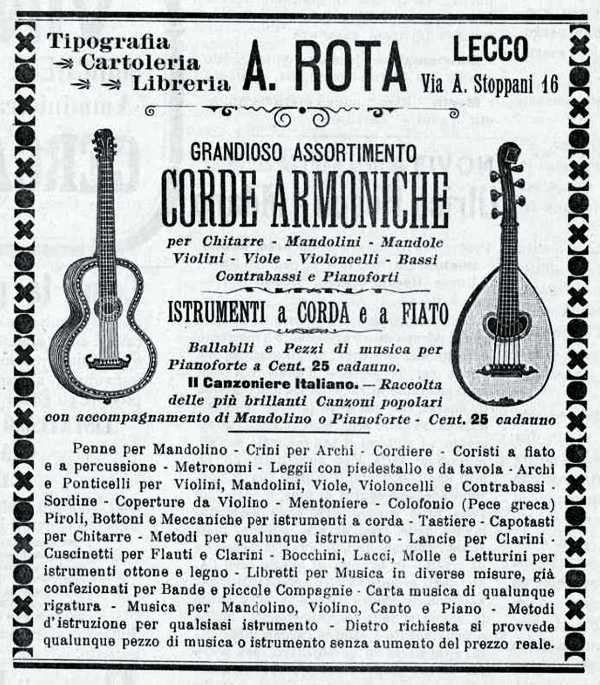 Tipografia
Cartoleria
Libreria
A. ROTA
LECCO
Via A. Stoppani 16
GRANDIOSO ASSORTIMENTO
CORDE ARMONICHE
per Chitarre - Mandolini - Mandole
Violini - Viole - Violoncelli - Bassi
Contrabassi e Pianoforti
ISTRUMENTI a CORDA e a FIATO
Ballabili e Pezzi di musica per
Pianoforte a Cent. 25 cadauno.
Il Canzoniere Italiano. — Raccolta
delle più brillanti Canzoni popolari
con accompagnamento di Mandolino o Pianoforte - Cent. 25 cadauno
Penne per Mandolino - Crini per Archi - Cordiere - Coristi a fiato
e a percussione - Metronomi - Leggii con piedestallo e da tavola - Archi
e Ponticelli per Violini, Mandolini, Viole, Violoncelli e Contrabassi -
Sordine - Coperture da Violino - Mentoniere - Colofonio (Pece greca)
Piroli, Bottoni e Meccaniche per istrumenti a corda - Tastiere - Capotasti
per Chitarre - Metodi per qualunque istrumento - Lancie per Clarini -
Cuscinetti per Flauti e Clarini - Bocchini, Lacci, Molle e Letturini per
istrumenti ottone e legno - Libretti per Musica in diverse misure, già
confezionati per Bande e piccole Compagnie - Carta musica di qualunque
rigatura - Musica per Mandolino, Violino, Canto e Piano - Metodi
d'istruzione per qualsiasi istrumento - Dietro richiesta si provvede
qualunque pezzo di musica o istrumento senza aumento del prezzo reale.